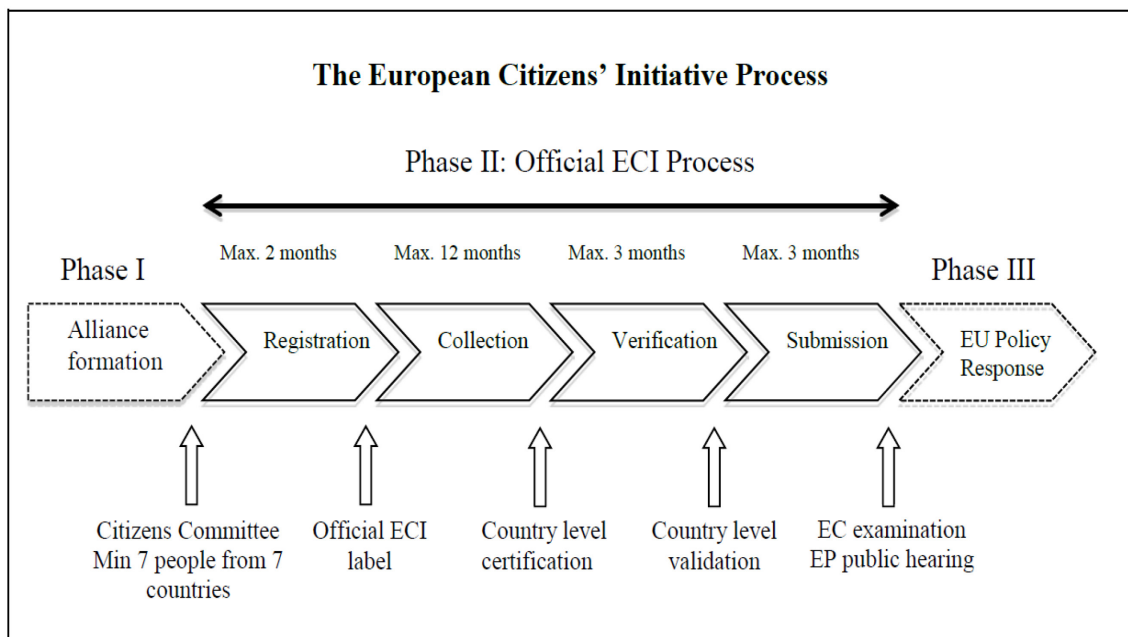 The European Citizens’ Initiative Process
Phase II: Official ECI Process
Max. 2 months
Max. 12 months
Max. 3 months
Max. 3 months
Phase I
Phase III
Alliance
formation
Registration
Collection
Verification
Submission
EU Policy
Response
Citizens Committee
Min 7 people from 7
countries
Official ECI
label
Country level
certification
Country level
validation
EC examination
EP public hearing